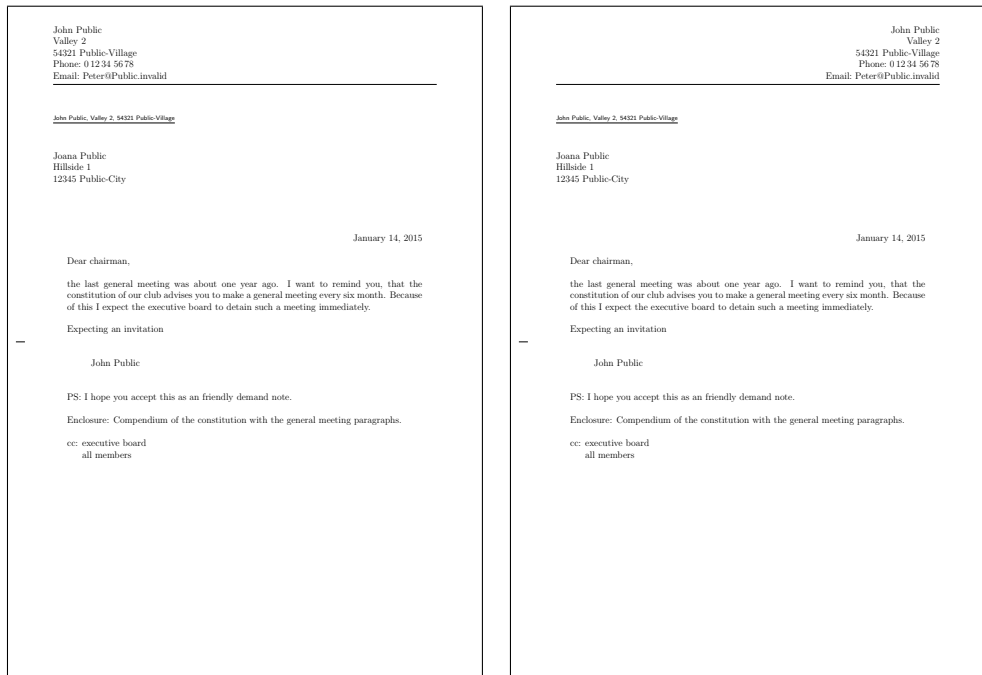 John Public
Valley 2
54321 Public-Village
Phone: 0 12 34 56 78
Email: Peter@Public.invalid
John Public, Valley 2, 54321 Public-Village
Joana Public
Hillside 1
12345 Public-City
January 14, 2015
Dear chairman,
the last general meeting was about one year ago. I want to remind you, that the
constitution of our club advises you to make a general meeting every six month. Because
of this I expect the executive board to detain such a meeting immediately.
Expecting an invitation
John Public
PS: I hope you accept this as an friendly demand note.
Enclosure: Compendium of the constitution with the general meeting paragraphs.
cc: executive board
all members
John Public
Valley 2
54321 Public-Village
Phone: 0 12 34 56 78
Email: Peter@Public.invalid
John Public, Valley 2, 54321 Public-Village
Joana Public
Hillside 1
12345 Public-City
January 14, 2015
Dear chairman,
the last general meeting was about one year ago. I want to remind you, that the
constitution of our club advises you to make a general meeting every six month. Because
of this I expect the executive board to detain such a meeting immediately.
Expecting an invitation
John Public
PS: I hope you accept this as an friendly demand note.
Enclosure: Compendium of the constitution with the general meeting paragraphs.
cc: executive board
all members